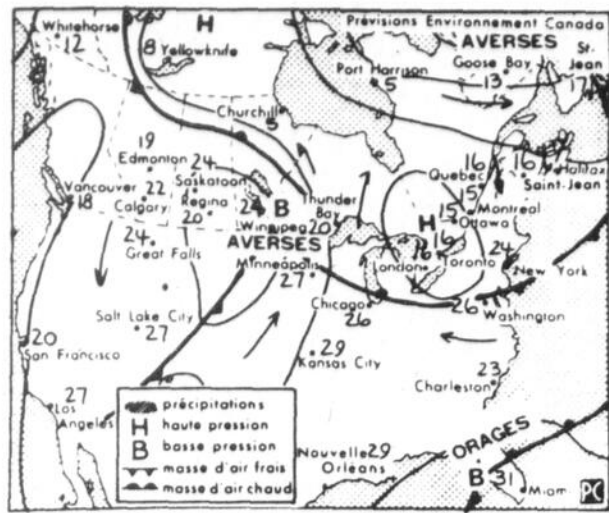 Prévisions Environnement Canada
Whitehorse
12
8
H
Yellowknife
AVERSES
Goose Bay
13
St-
Jean
17
Port Harrison
5
Churchill
5
19
Edmonton
24
Saskatoon
Vancouver
18
22
Calgary
Regina
20
24
Winnipeg
B
AVERSES
Thunder
Bay
20
Quebec
15
16
16
Halifax
Saint-Jean
15
Montreal
Ottawa
H
16
16
Toronto
London
24
New York
24
Great Falls
Minneapolis
27
Chicago
26
26
Washington
Salt Lake City
27
20
San Francisco
29
Kansas City
23
Charleston
27
Los
Angeles
précipitations
H haute pression
B basse pression
masse d'air frais
masse d'air chaud
Nouvelle
Orléans
29
ORAGES
B
31
Miami
PC